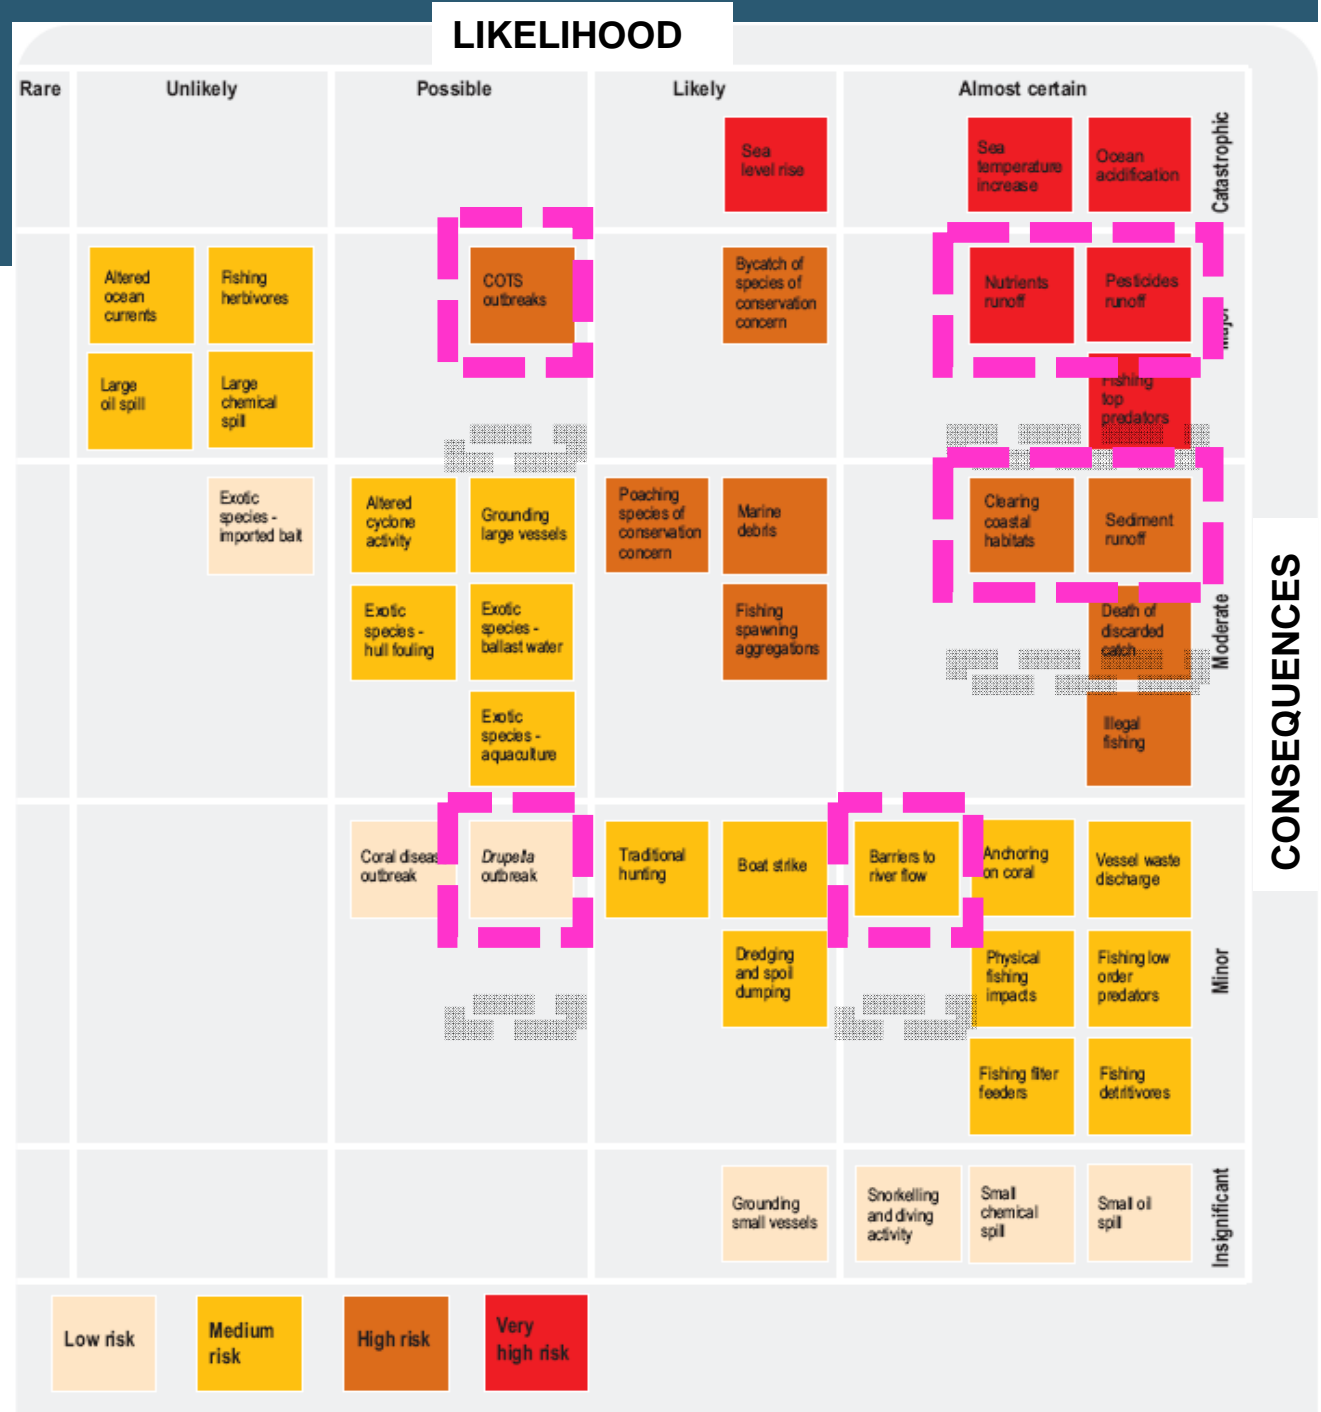 LIKELIHOOD
Rare
Unlikely
Possible
Likely
Almost certain
Sea
level rise
Sea
temperature
increase
Ocean
acidification
Catastrophic
Altered
ocean
currents
Fishing
herbivores
COTS
outbreaks
Bycatch of
species of
conservation
concern
Nutrients
runoff
Pesticides
runoff
Major
Large
oil spill
Large
chemical
spill
Fishing
top
predators
Exotic
species -
imported bait
Altered
cyclone
activity
Grounding
large vessels
Poaching
species of
conservation
concern
Marine
debris
Clearing
coastal
habitats
Sediment
runoff
Exotic
species -
hull fouling
Exotic
species -
ballast water
Fishing
spawning
aggregations
Death of
discarded
catch
Moderate
Exotic
species -
aquaculture
Illegal
fishing
CONSEQUENCES
Coral diseas
outbreak
Drupella
outbreak
Traditional
hunting
Boat strike
Barriers to
river flow
Anchoring
on coral
Vessel waste
discharge
Dredging
and spoil
dumping
Physical
fishing
impacts
Fishing low
order
predators
Minor
Fishing filter
feeders
Fishing
detritivores
Grounding
small vessels
Snorkelling
and diving
activity
Small
chemical
spill
Small oil
spill
Insignificant
Low risk
Medium
risk
High risk
Very
high risk